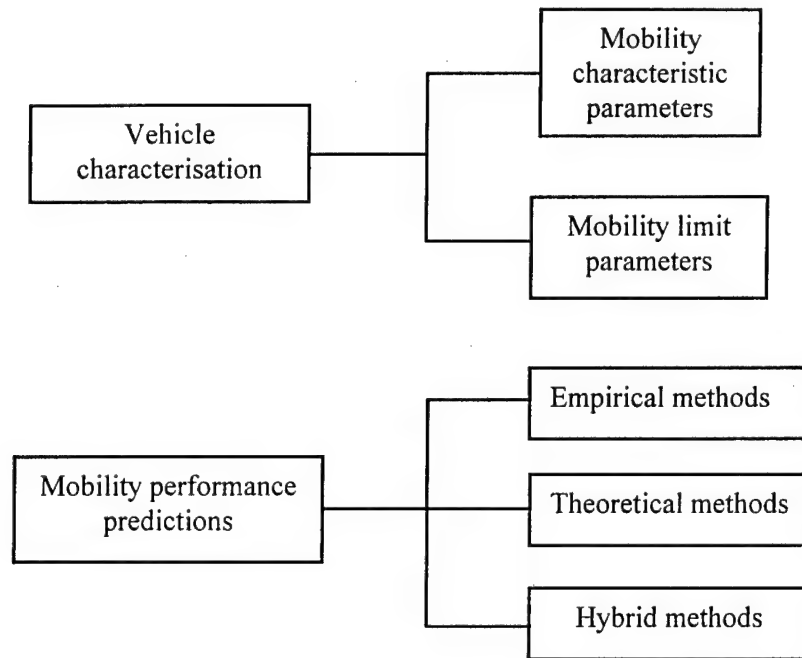 Vehicle
characterisation
Mobility
characteristic
parameters
Mobility limit
parameters
Mobility performance
predictions
Empirical methods
Theoretical methods
Hybrid methods